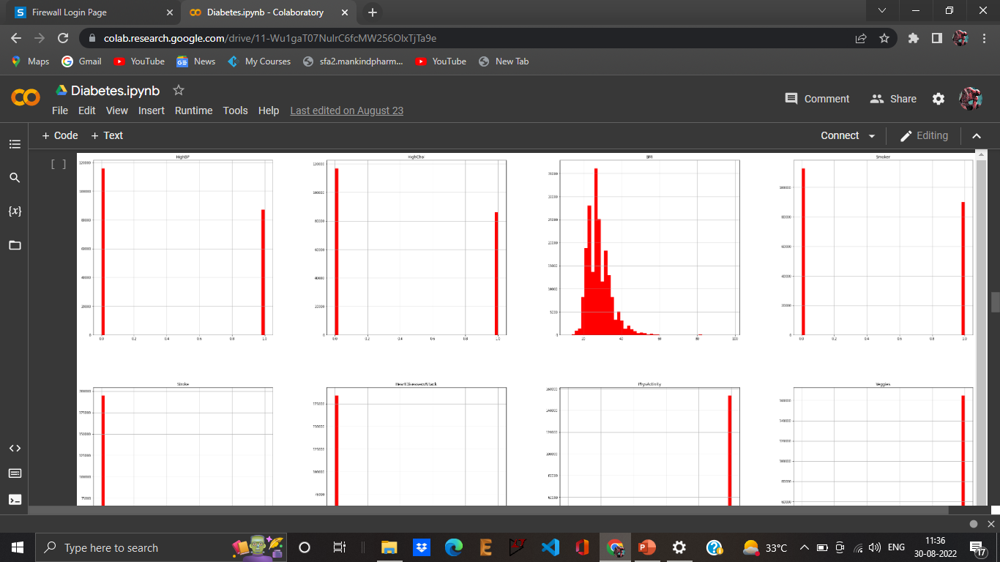 Firewall Login Page
Diabetes.ipynb - Colaboratory
colab.research.google.com/drive/11-Wu1gaT07NulrC6fcMW256OlxTjTa9e
Maps Gmail YouTube News My Courses sfa2.mankindpharm... YouTube New Tab
Diabetes.ipynb
File Edit View Insert Runtime Tools Help Last edited on August 23
Comment Share
+ Code + Text
Connect Editing
[ ]
{x}
HighBP HighChol BMI Smoker
120000 100000 80000 60000 40000 20000 0
0.0 0.2 0.4 0.6 0.8 1.0
120000 100000 80000 60000 40000 20000 0
0.0 0.2 0.4 0.6 0.8 1.0
35000 30000 25000 20000 15000 10000 5000 0
20 40 60 80 100
100000 80000 60000 40000 20000 0
0.0 0.2 0.4 0.6 0.8 1.0
Stroke HeartDiseaseorAttack PhysActivity Veggies
200000 175000 150000 125000 100000 75000
175000 150000 125000 100000 75000
160000 140000 120000 100000 80000 60000
160000 140000 120000 100000 80000 60000
Type here to search
33°C
ENG
11:36
30-08-2022
17